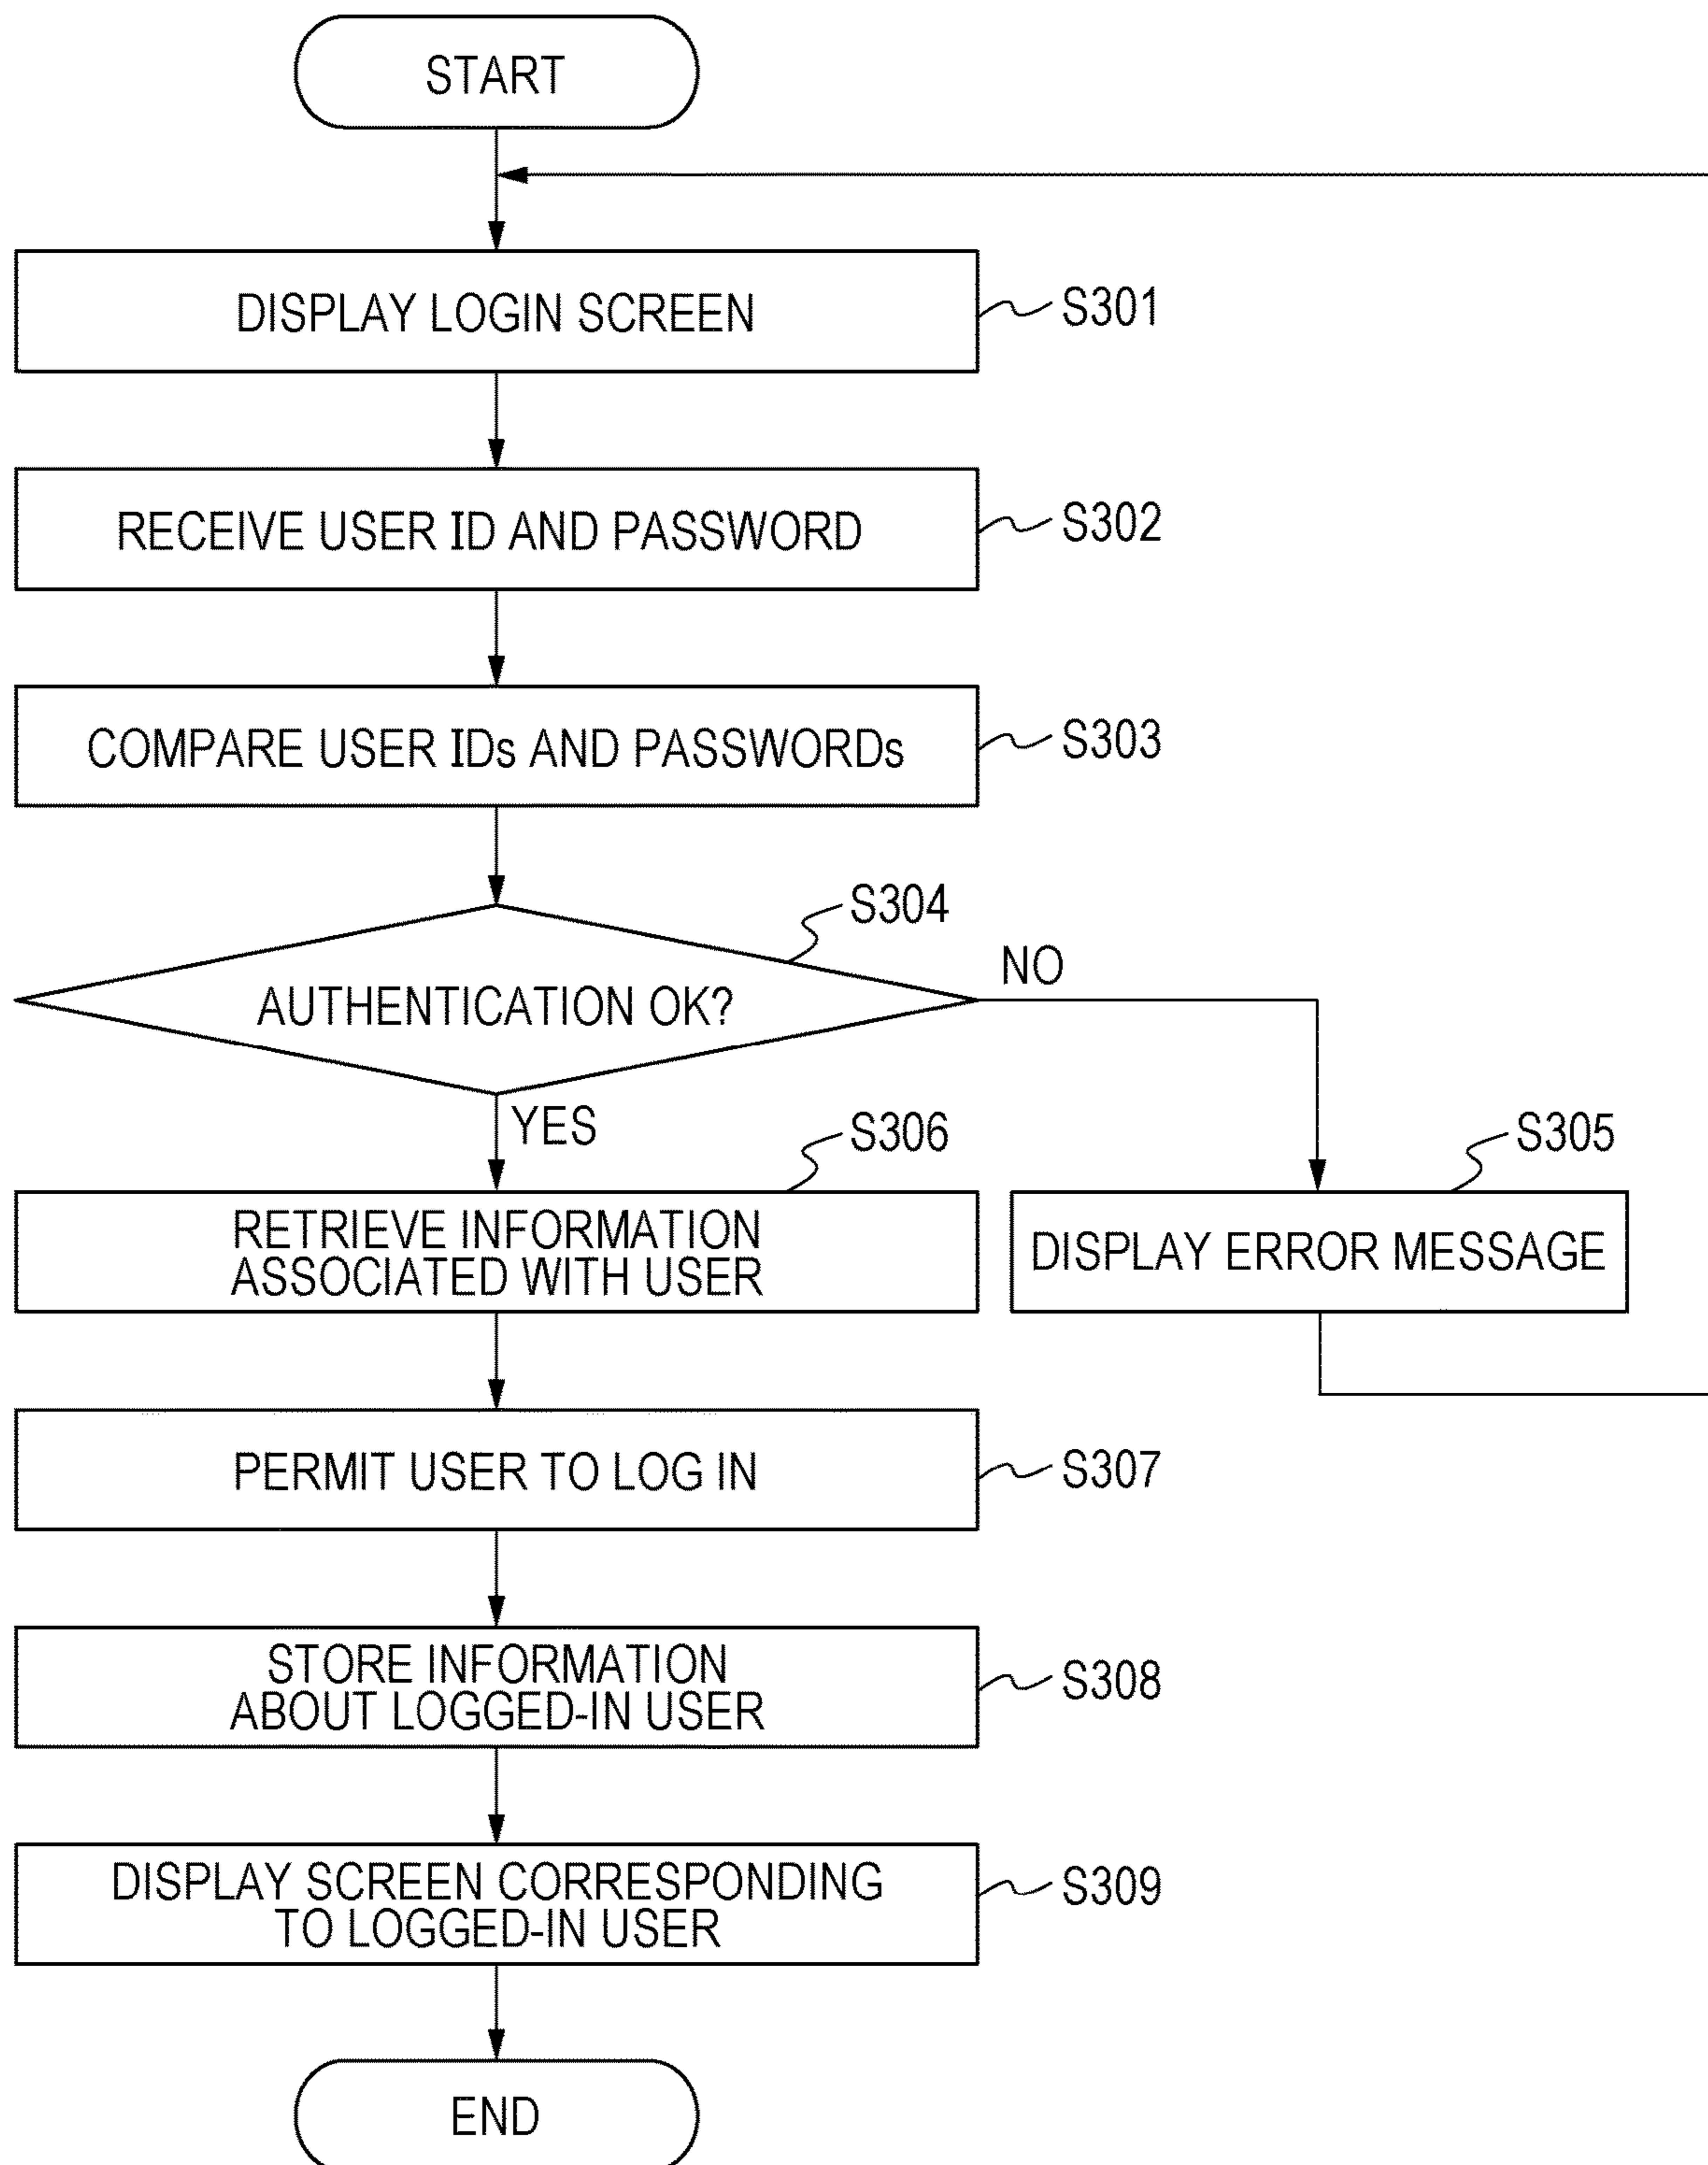 START
DISPLAY LOGIN SCREEN
S301
RECEIVE USER ID AND PASSWORD
S302
COMPARE USER IDs AND PASSWORDs
S303
S304
AUTHENTICATION OK?
NO
YES
S306
RETRIEVE INFORMATION
ASSOCIATED WITH USER
S305
DISPLAY ERROR MESSAGE
PERMIT USER TO LOG IN
S307
STORE INFORMATION
ABOUT LOGGED-IN USER
S308
DISPLAY SCREEN CORRESPONDING
TO LOGGED-IN USER
S309
END